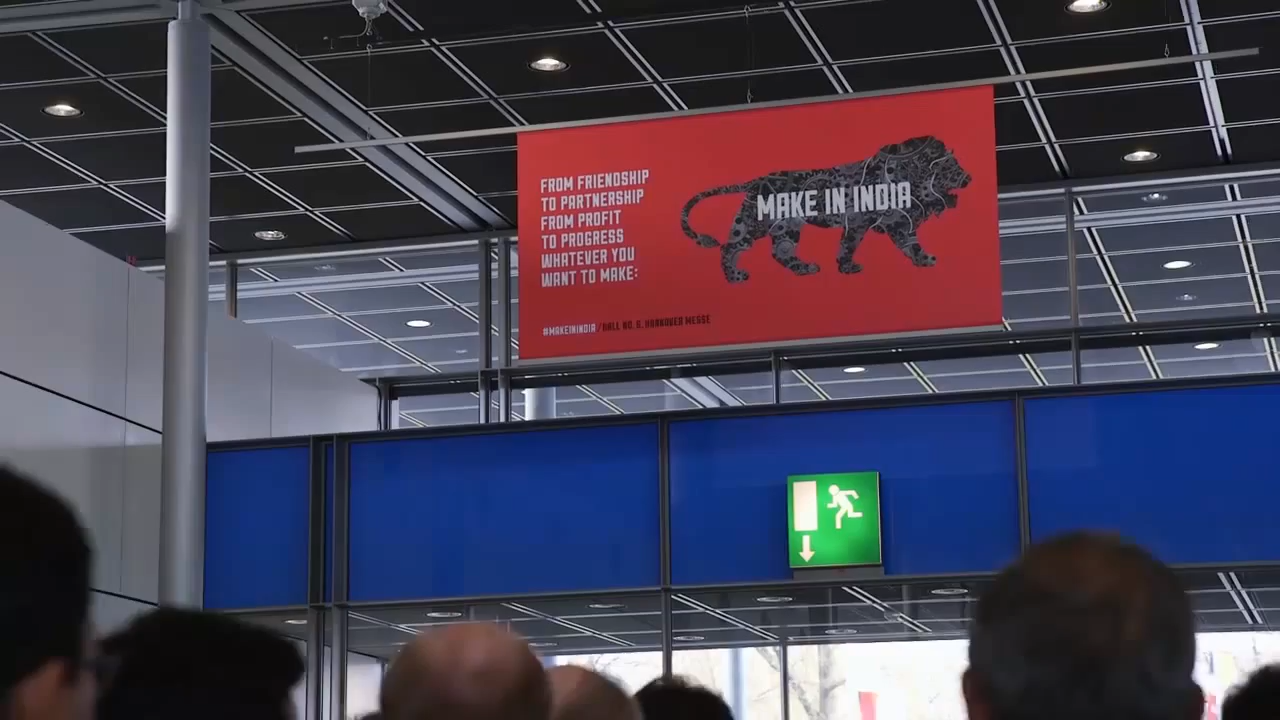 FROM FRIENDSHIP
TO PARTNERSHIP
FROM PROFIT
TO PROGRESS
WHATEVER YOU
WANT TO MAKE:
MAKE IN INDIA
#MAKEININDIA /HALL NO. 6, HANNOVER MESSE